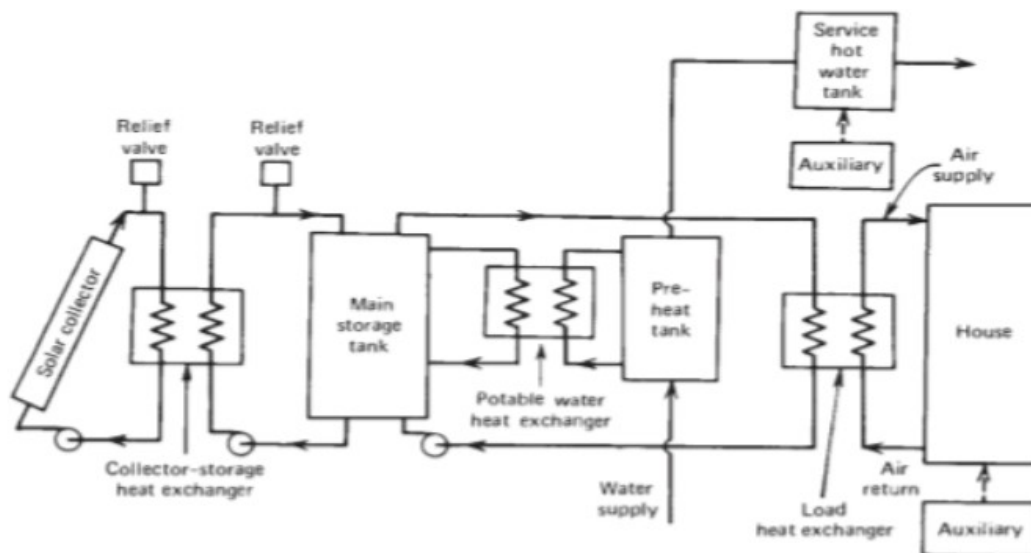 Service
hot
water
tank
Relief
valve
Relief
valve
Auxiliary
Air
supply
Solar collector
Main
storage
tank
Pre-
heat
tank
House
Potable water
heat exchanger
Collector-storage
heat exchanger
Water
supply
Load
heat exchanger
Air
return
Auxiliary